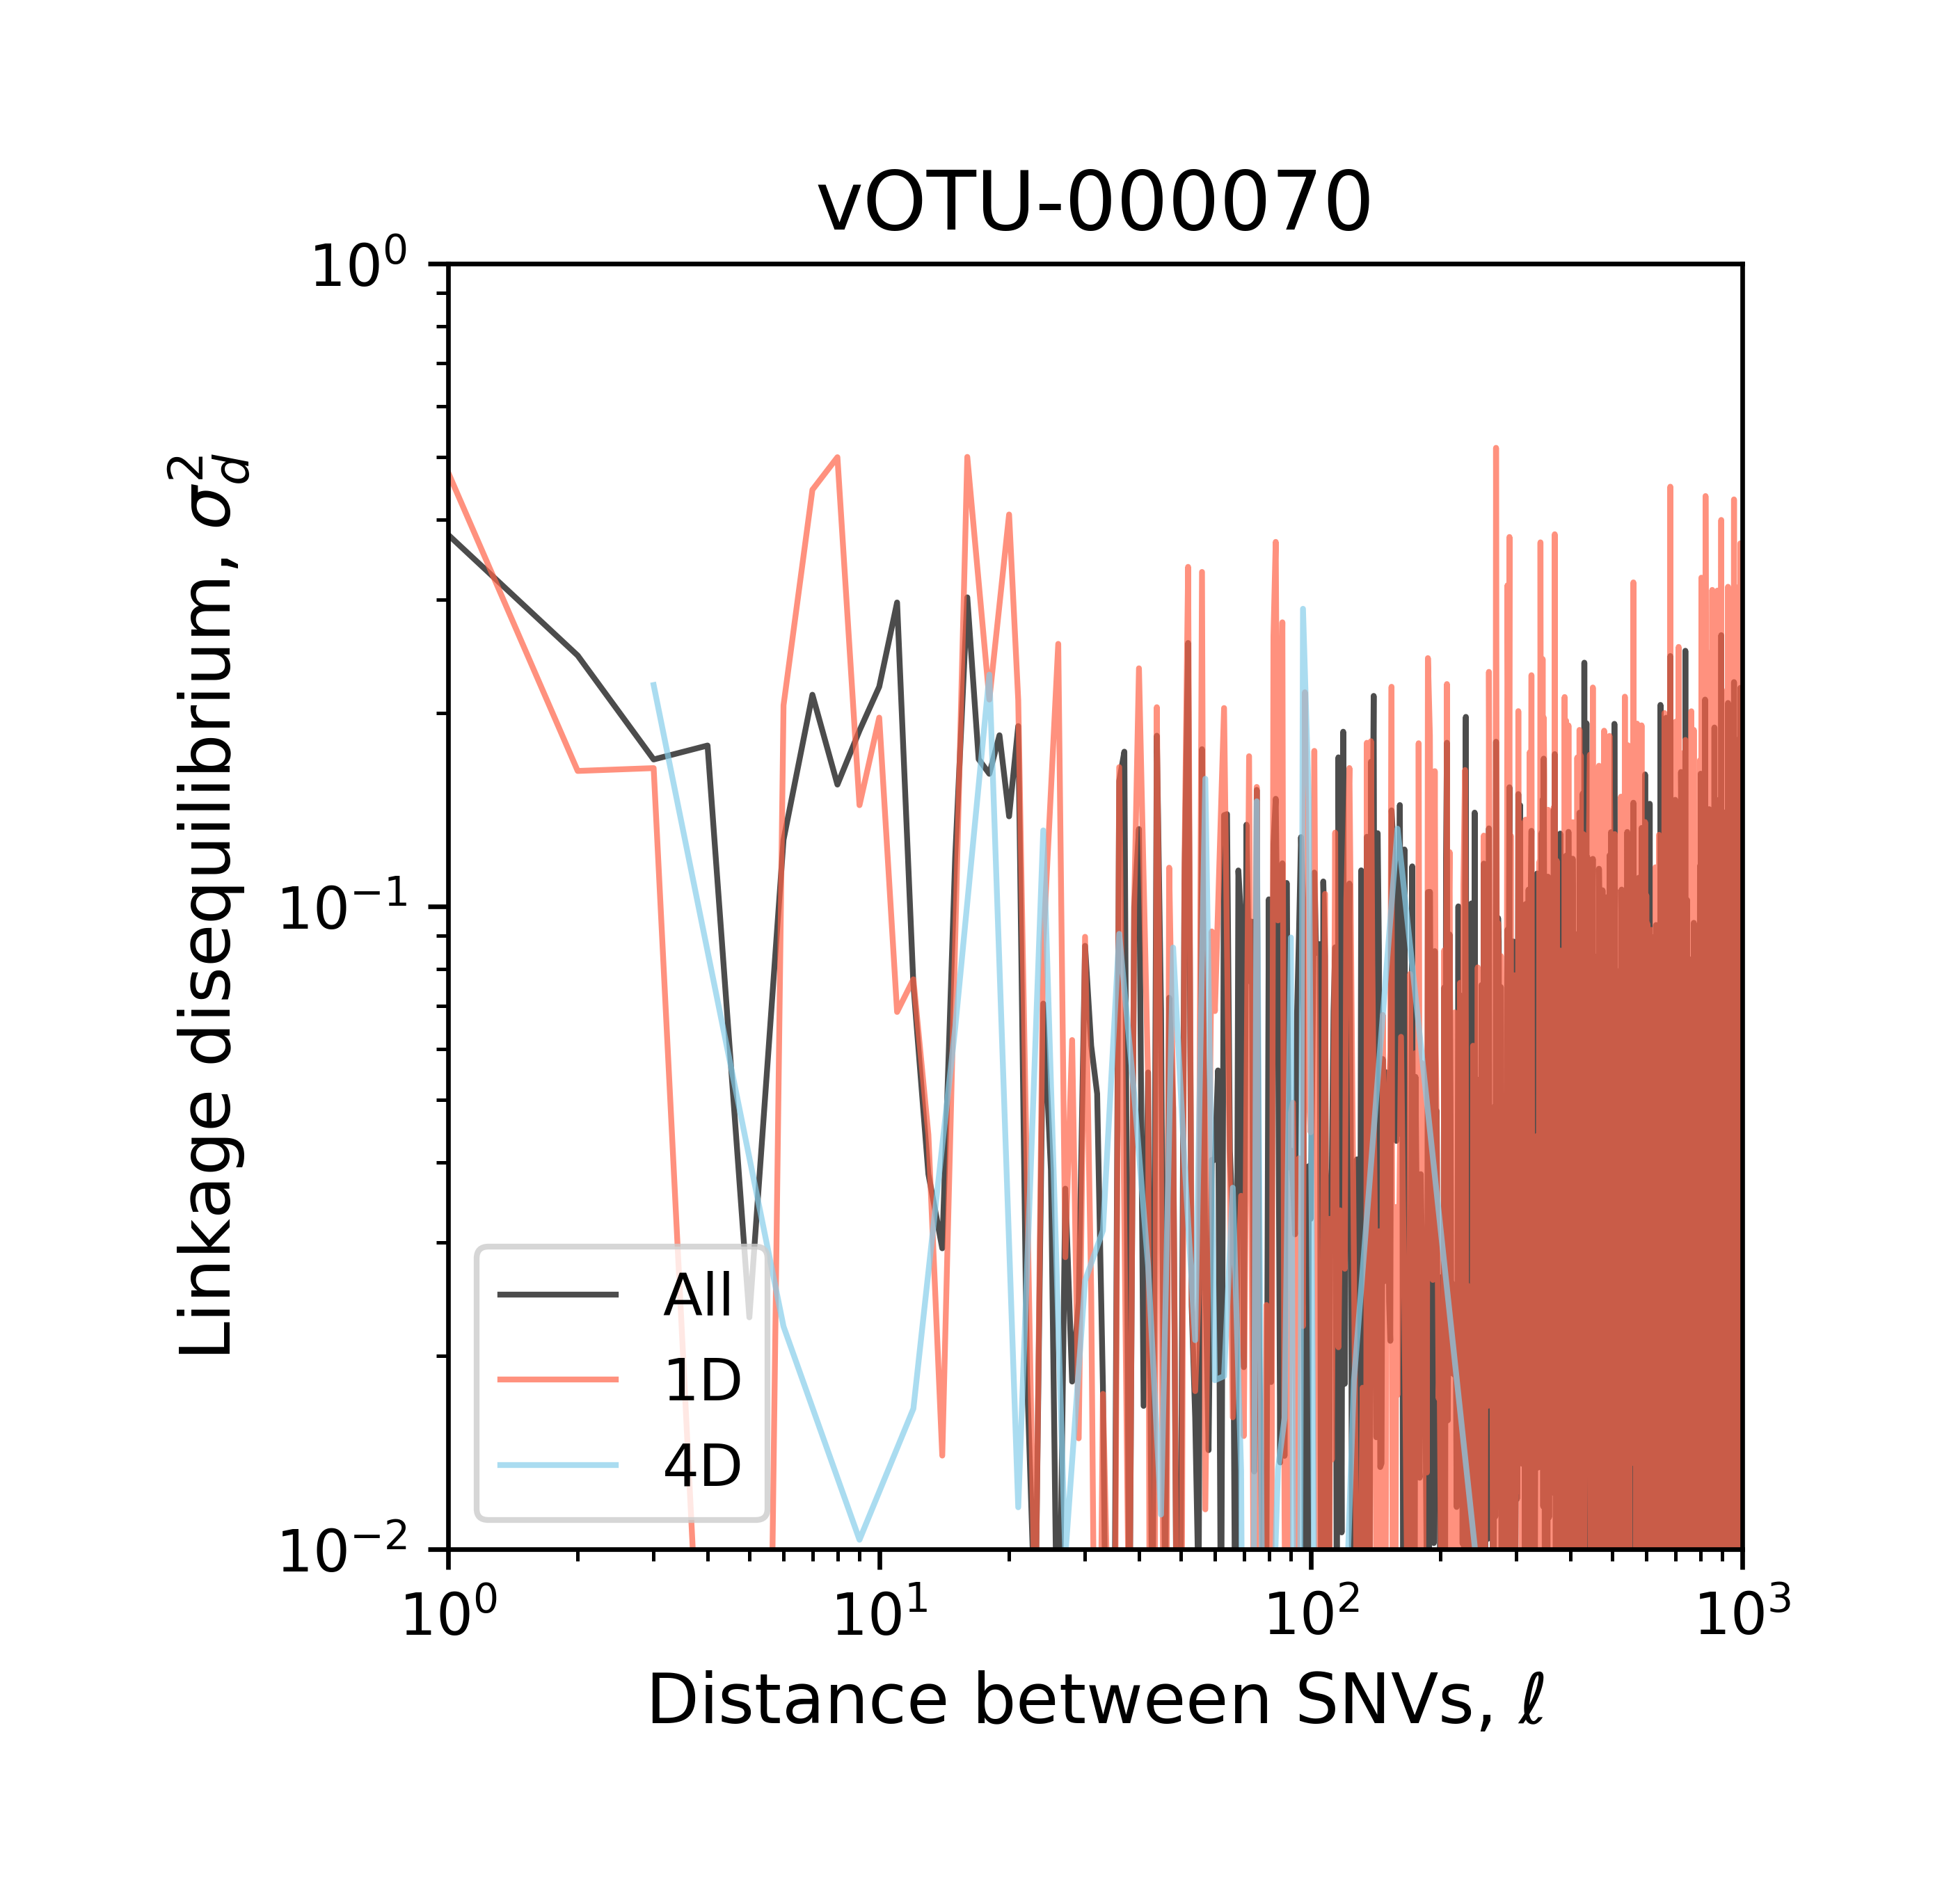 vOTU-000070
10⁰
10⁻¹
10⁻²
Linkage disequilibrium, σ²_d
All
1D
4D
10⁰ 10¹ 10² 10³
Distance between SNVs, ℓ